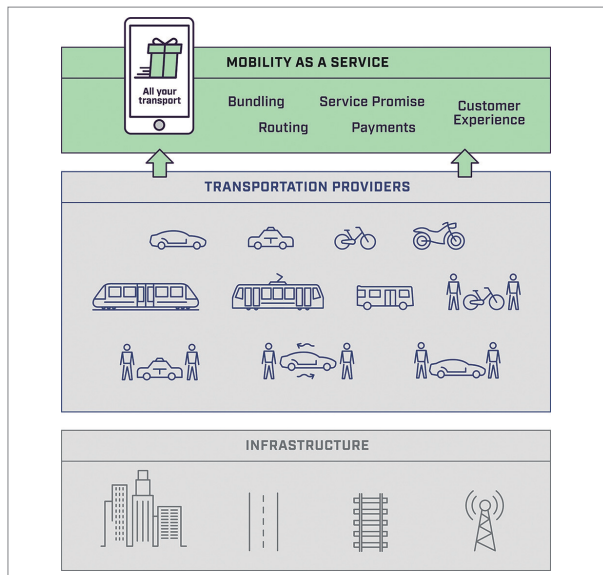 MOBILITY AS A SERVICE
All your
transport
Bundling
Service Promise
Customer
Experience
Routing
Payments
TRANSPORTATION PROVIDERS
INFRASTRUCTURE